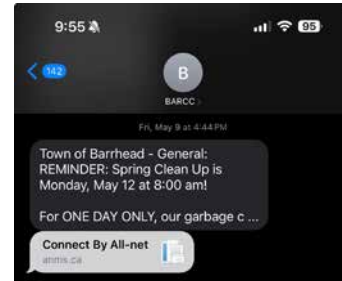 9:55
95
142
B
BARCC
Fri, May 9 at 4:44 PM
Town of Barrhead - General:
REMINDER: Spring Clean Up is
Monday, May 12 at 8:00 am!
For ONE DAY ONLY, our garbage c ...
Connect By All-net
anms.ca